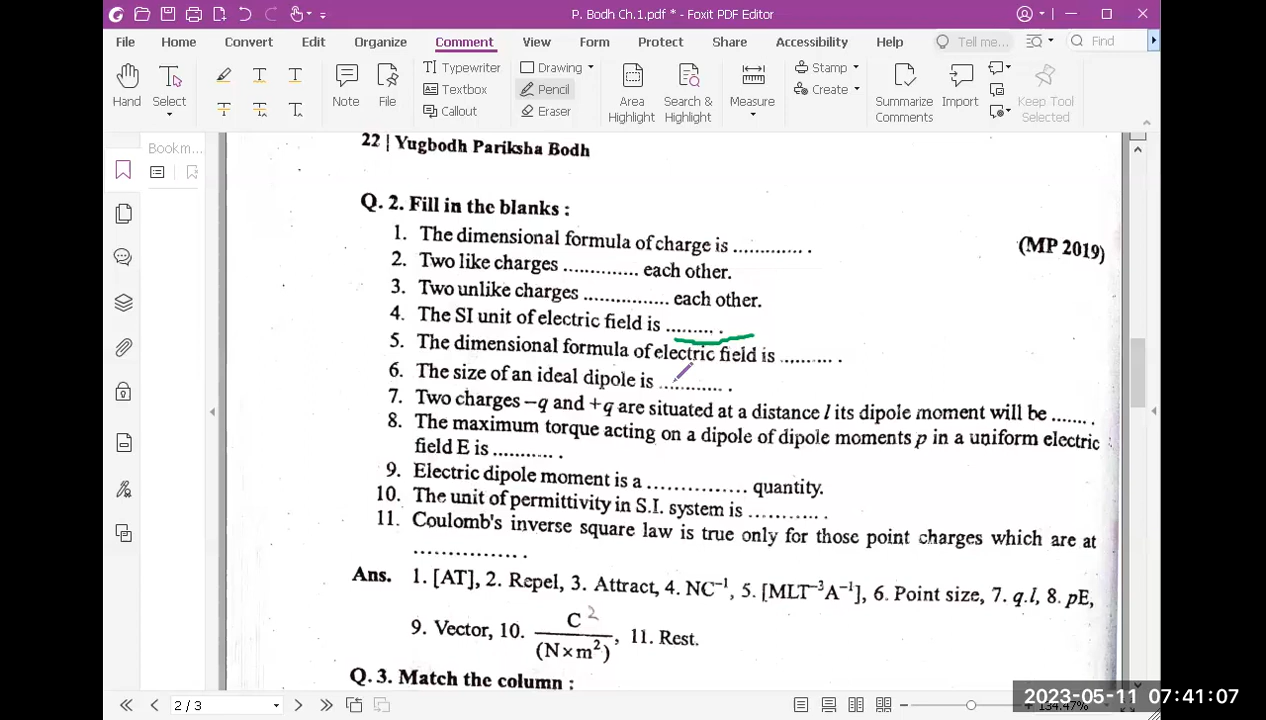 P. Bodh Ch.1.pdf * - Foxit PDF Editor
File Home Convert Edit Organize Comment View Form Protect Share Accessibility Help Tell me... Find
Hand Select Note File Typewriter Textbox Callout Drawing Pencil Eraser Area Highlight Search & Highlight Measure Stamp Create Summarize Comments Import Keep Tool Selected
Bookm...
22 | Yugbodh Pariksha Bodh
Q. 2. Fill in the blanks :
1. The dimensional formula of charge is ............. . (MP 2019)
2. Two like charges .............. each other.
3. Two unlike charges ................ each other.
4. The SI unit of electric field is ......... .
5. The dimensional formula of electric field is .......... .
6. The size of an ideal dipole is ............ .
7. Two charges –q and +q are situated at a distance l its dipole moment will be ....... .
8. The maximum torque acting on a dipole of dipole moments p in a uniform electric
field E is ........... .
9. Electric dipole moment is a ................ quantity.
10. The unit of permittivity in S.I. system is ........... .
11. Coulomb's inverse square law is true only for those point charges which are at
................ .
Ans. 1. [AT], 2. Repel, 3. Attract, 4. NC⁻¹, 5. [MLT⁻³A⁻¹], 6. Point size, 7. q.l, 8. pE,
9. Vector, 10. C² / (N×m²), 11. Rest.
Q. 3. Match the column :
2 / 3
134.47%
2023-05-11 07:41:07